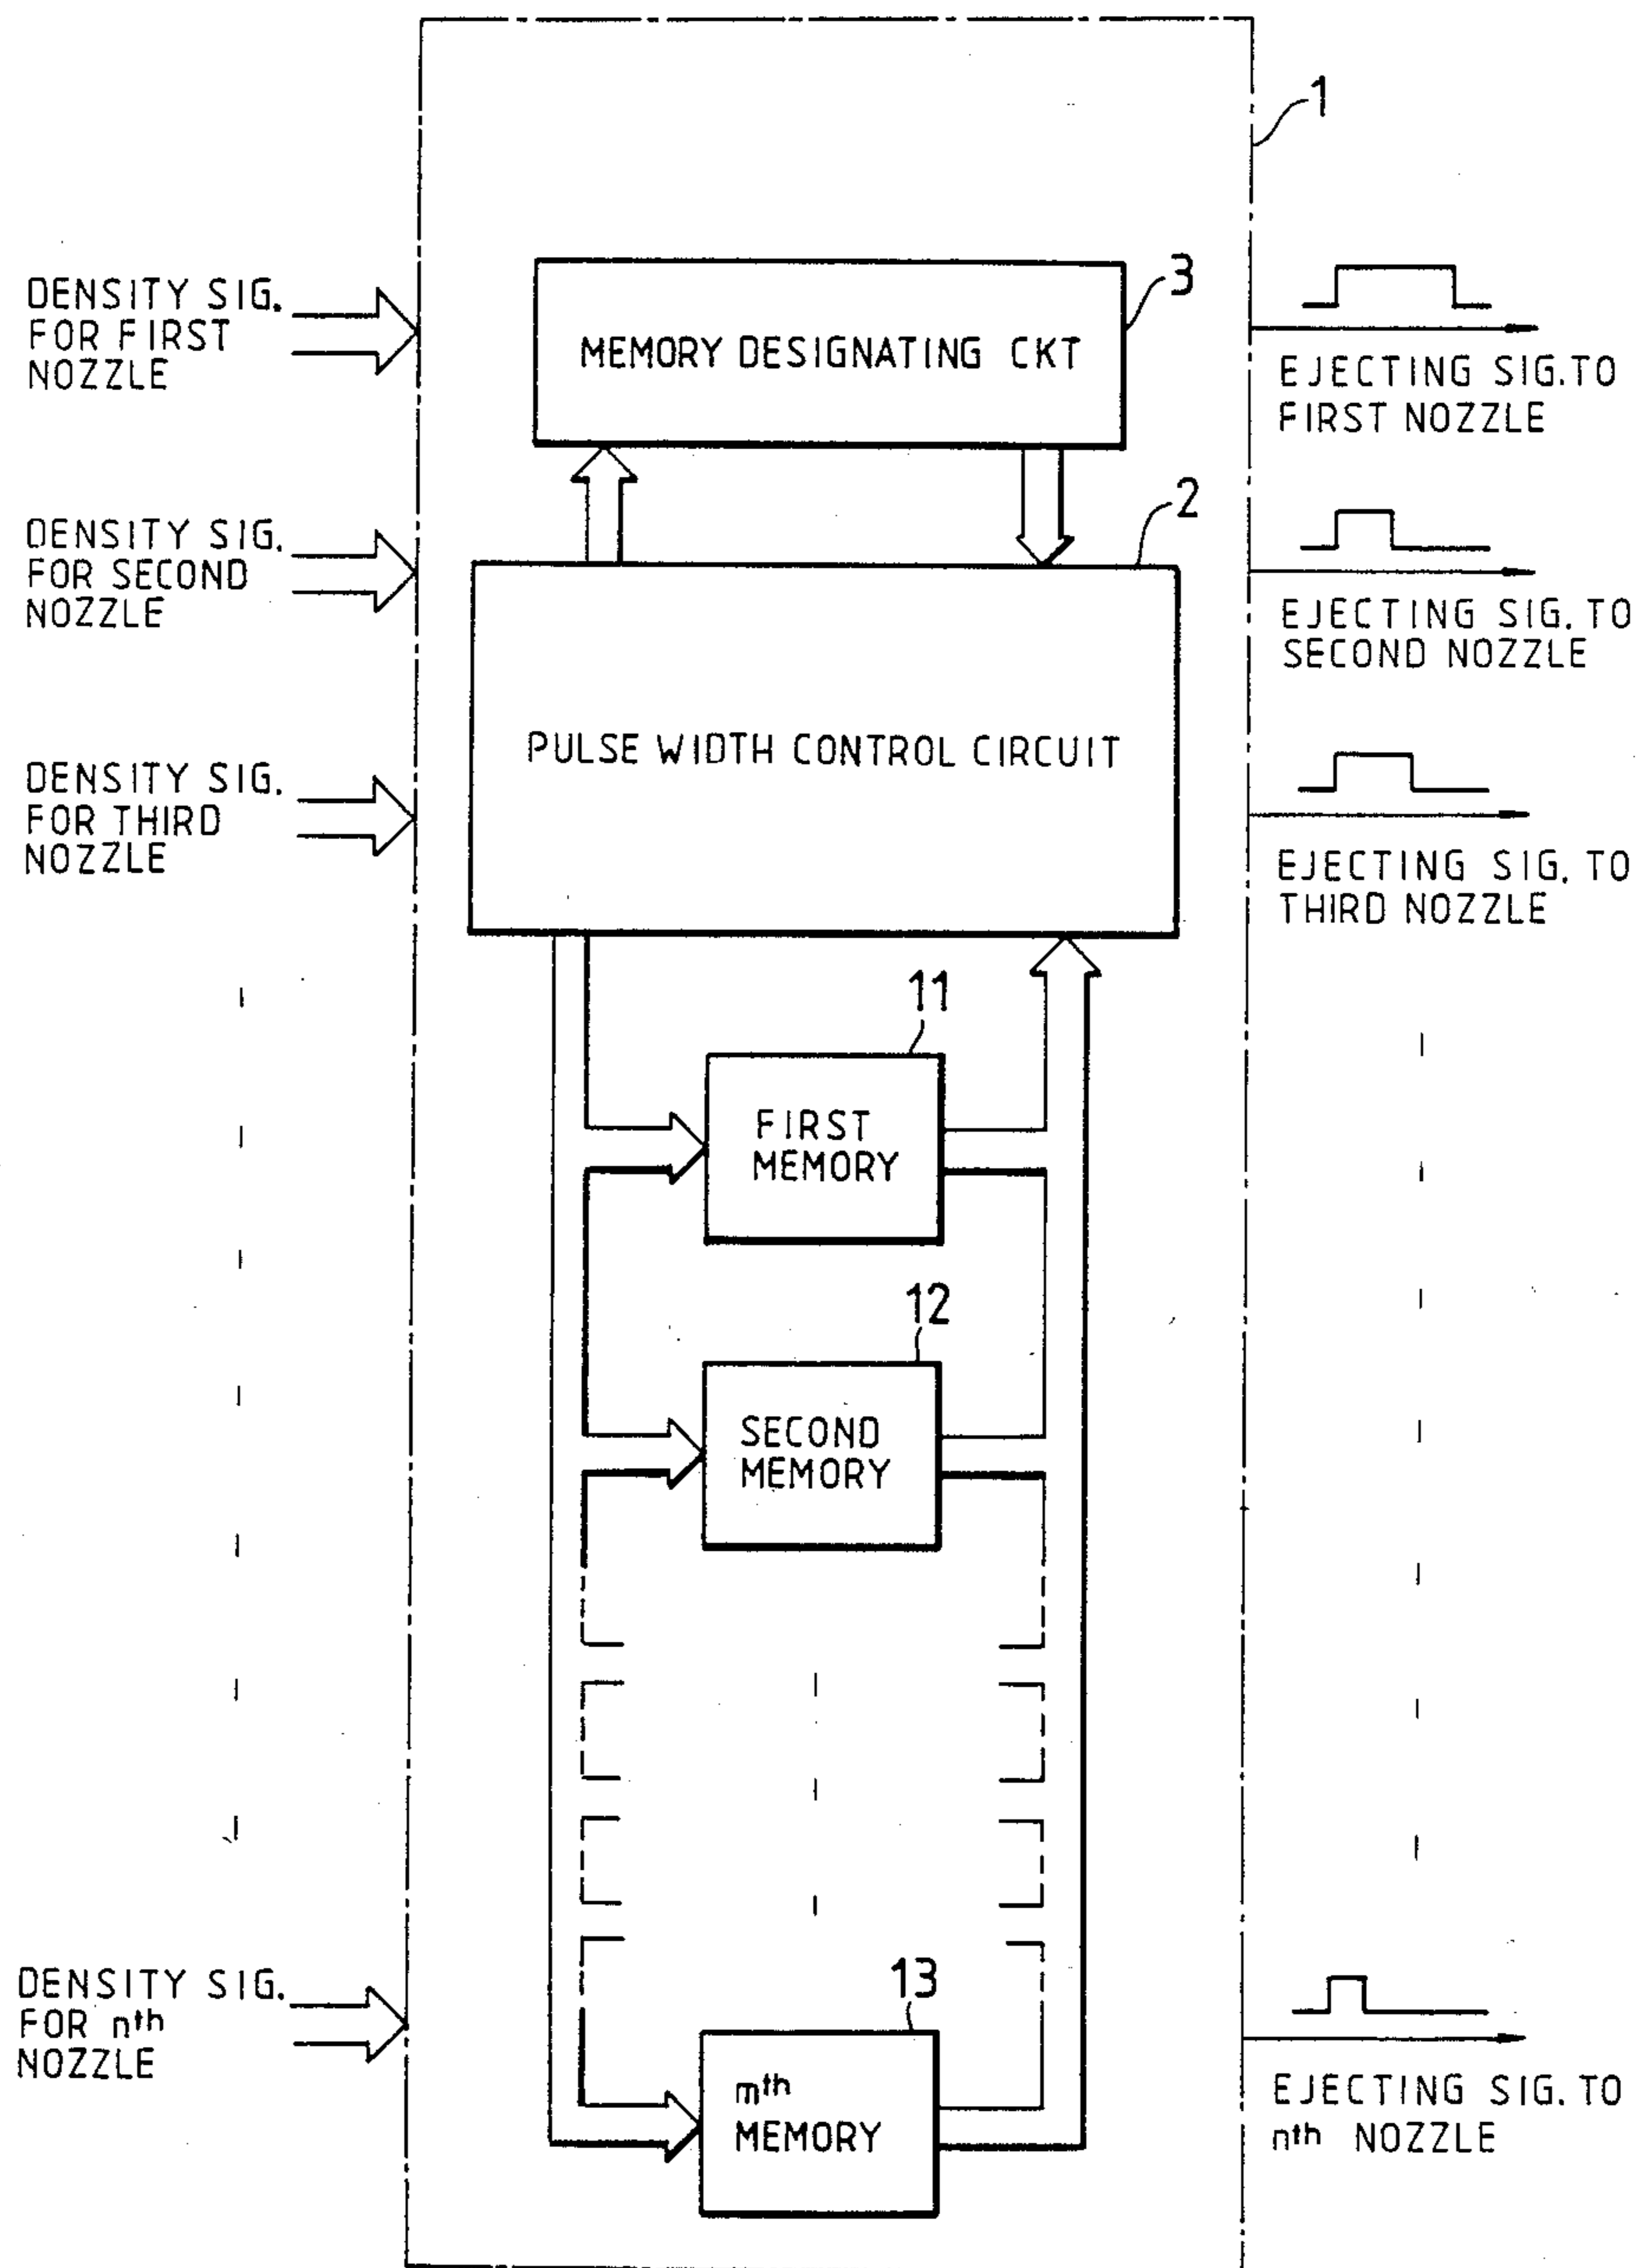 1
DENSITY SIG.
FOR FIRST
NOZZLE
3
MEMORY DESIGNATING CKT
EJECTING SIG. TO
FIRST NOZZLE
DENSITY SIG.
FOR SECOND
NOZZLE
2
EJECTING SIG. TO
SECOND NOZZLE
PULSE WIDTH CONTROL CIRCUIT
DENSITY SIG.
FOR THIRD
NOZZLE
EJECTING SIG. TO
THIRD NOZZLE
11
FIRST
MEMORY
12
SECOND
MEMORY
DENSITY SIG.
FOR nth
NOZZLE
13
mth
MEMORY
EJECTING SIG. TO
nth NOZZLE